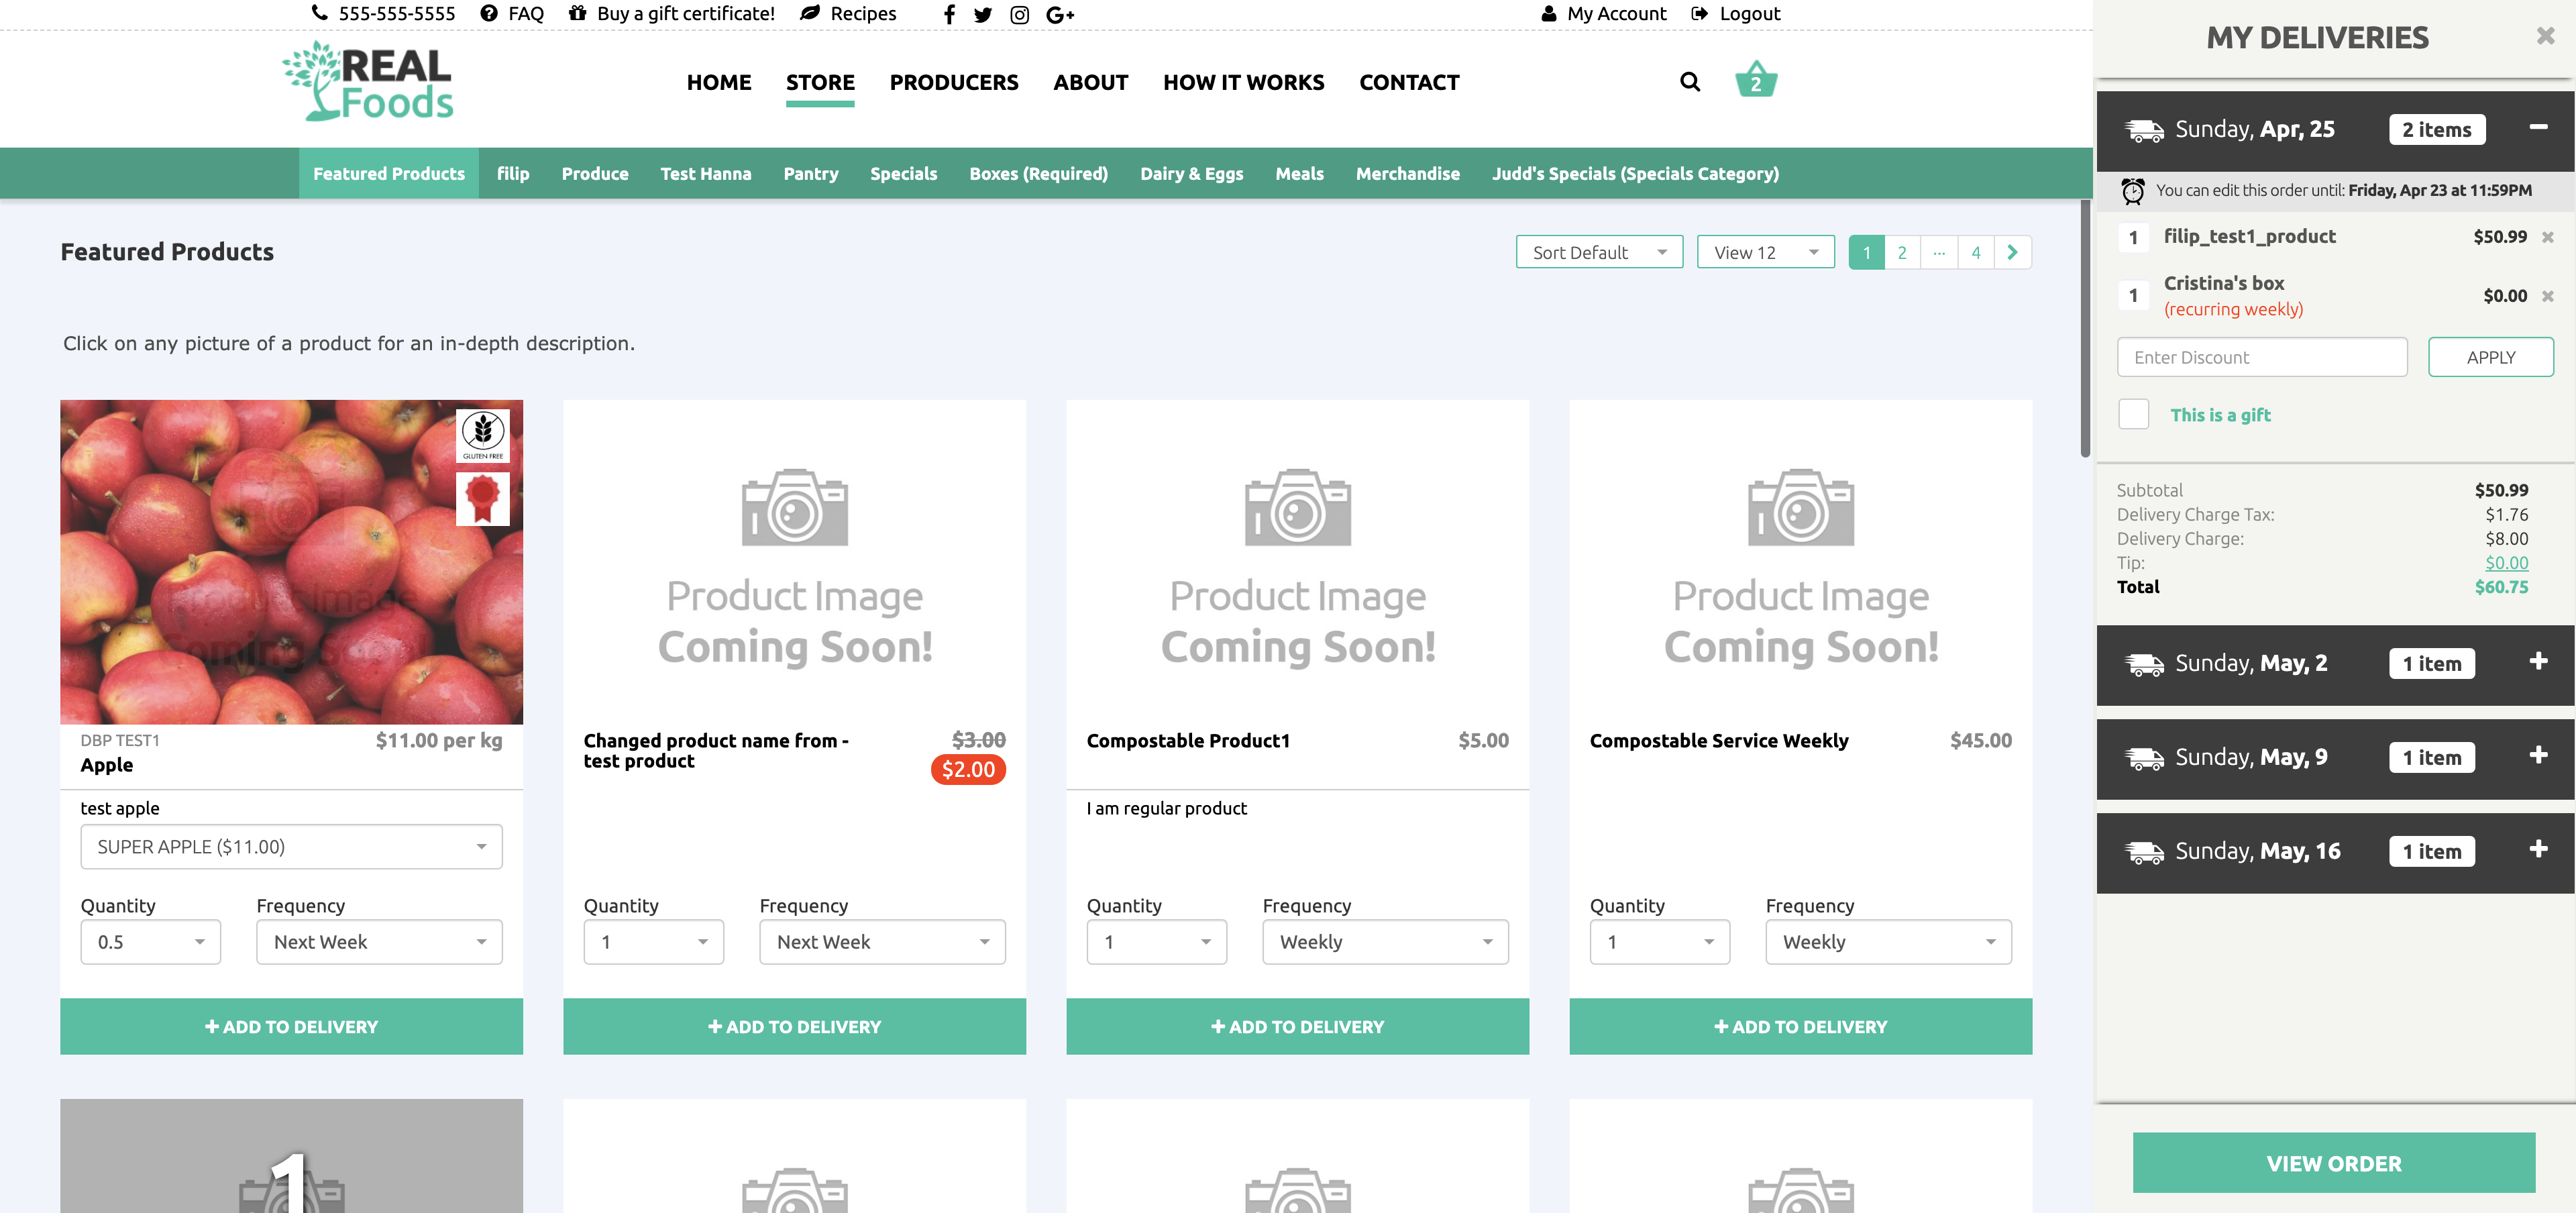 555-555-5555 FAQ Buy a gift certificate! Recipes My Account Logout
REAL
Foods
HOME STORE PRODUCERS ABOUT HOW IT WORKS CONTACT 2
Featured Products filip Produce Test Hanna Pantry Specials Boxes (Required) Dairy & Eggs Meals Merchandise Judd's Specials (Specials Category)
Featured Products
Sort Default View 12 1 2 ... 4
Click on any picture of a product for an in-depth description.
GLUTEN FREE
DBP TEST1 $11.00 per kg
Apple
test apple
SUPER APPLE ($11.00)
Quantity Frequency
0.5 Next Week
+ ADD TO DELIVERY
Product Image
Coming Soon!
Changed product name from - $3.00
test product $2.00
Quantity Frequency
1 Next Week
+ ADD TO DELIVERY
Product Image
Coming Soon!
Compostable Product1 $5.00
I am regular product
Quantity Frequency
1 Weekly
+ ADD TO DELIVERY
Product Image
Coming Soon!
Compostable Service Weekly $45.00
Quantity Frequency
1 Weekly
+ ADD TO DELIVERY
1
MY DELIVERIES
Sunday, Apr, 25 2 items
You can edit this order until: Friday, Apr 23 at 11:59PM
1 filip_test1_product $50.99
1 Cristina's box $0.00
(recurring weekly)
Enter Discount APPLY
This is a gift
Subtotal $50.99
Delivery Charge Tax: $1.76
Delivery Charge: $8.00
Tip: $0.00
Total $60.75
Sunday, May, 2 1 item
Sunday, May, 9 1 item
Sunday, May, 16 1 item
VIEW ORDER